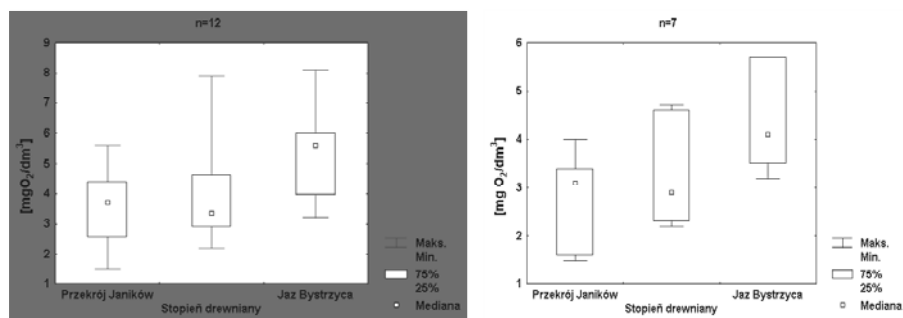 n=12
[mgO₂/dm³]
9
8
7
6
5
4
3
2
1
Przekrój Janików
Stopień drewniany
Jaz Bystrzyca
Maks.
Min.
75%
25%
Mediana
n=7
[mg O₂/dm³]
6
5
4
3
2
1
Przekrój Janików
Stopień drewniany
Jaz Bystrzyca
Maks.
Min.
75%
25%
Mediana